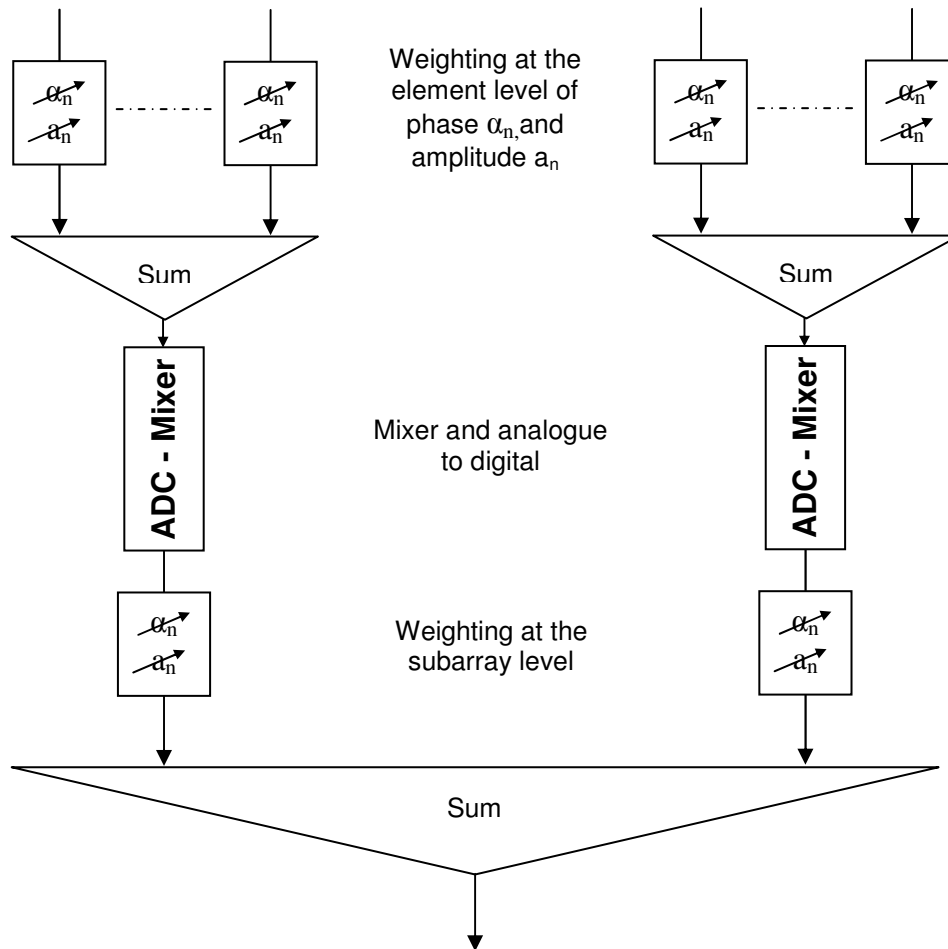 Weighting at the
element level of
phase αn,and
amplitude an
αn
an
αn
an
αn
an
αn
an
Sum
Sum
ADC - Mixer
Mixer and analogue
to digital
ADC - Mixer
αn
an
Weighting at the
subarray level
αn
an
Sum